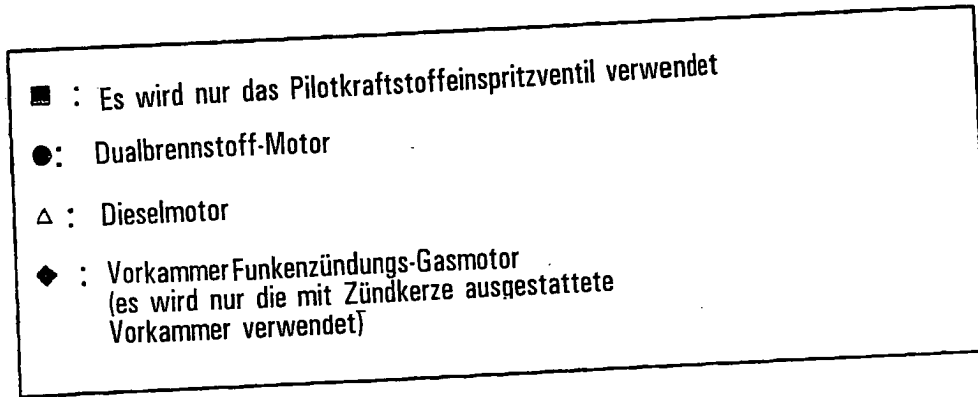 ■ : Es wird nur das Pilotkraftstoffeinspritzventil verwendet
●: Dualbrennstoff-Motor
△ : Dieselmotor
◆ : Vorkammer Funkenzündungs-Gasmotor
(es wird nur die mit Zündkerze ausgestattete
Vorkammer verwendet)